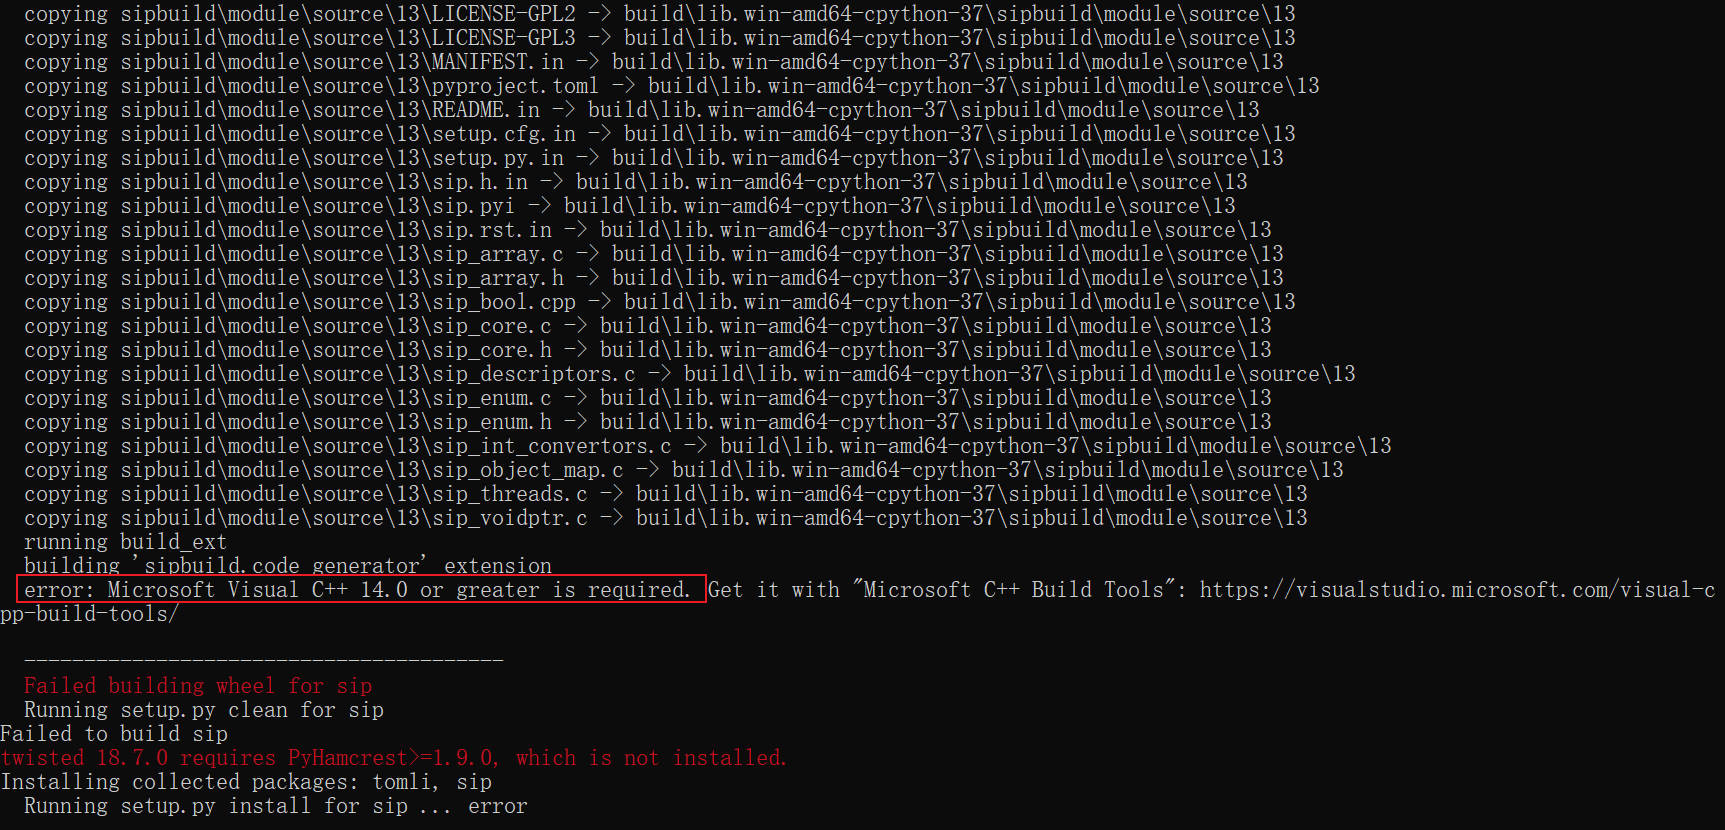 copying sipbuild\module\source\13\LICENSE-GPL2 -> build\lib.win-amd64-cpython-37\sipbuild\module\source\13
copying sipbuild\module\source\13\LICENSE-GPL3 -> build\lib.win-amd64-cpython-37\sipbuild\module\source\13
copying sipbuild\module\source\13\MANIFEST.in -> build\lib.win-amd64-cpython-37\sipbuild\module\source\13
copying sipbuild\module\source\13\pyproject.toml -> build\lib.win-amd64-cpython-37\sipbuild\module\source\13
copying sipbuild\module\source\13\README.in -> build\lib.win-amd64-cpython-37\sipbuild\module\source\13
copying sipbuild\module\source\13\setup.cfg.in -> build\lib.win-amd64-cpython-37\sipbuild\module\source\13
copying sipbuild\module\source\13\setup.py.in -> build\lib.win-amd64-cpython-37\sipbuild\module\source\13
copying sipbuild\module\source\13\sip.h.in -> build\lib.win-amd64-cpython-37\sipbuild\module\source\13
copying sipbuild\module\source\13\sip.pyi -> build\lib.win-amd64-cpython-37\sipbuild\module\source\13
copying sipbuild\module\source\13\sip.rst.in -> build\lib.win-amd64-cpython-37\sipbuild\module\source\13
copying sipbuild\module\source\13\sip_array.c -> build\lib.win-amd64-cpython-37\sipbuild\module\source\13
copying sipbuild\module\source\13\sip_array.h -> build\lib.win-amd64-cpython-37\sipbuild\module\source\13
copying sipbuild\module\source\13\sip_bool.cpp -> build\lib.win-amd64-cpython-37\sipbuild\module\source\13
copying sipbuild\module\source\13\sip_core.c -> build\lib.win-amd64-cpython-37\sipbuild\module\source\13
copying sipbuild\module\source\13\sip_core.h -> build\lib.win-amd64-cpython-37\sipbuild\module\source\13
copying sipbuild\module\source\13\sip_descriptors.c -> build\lib.win-amd64-cpython-37\sipbuild\module\source\13
copying sipbuild\module\source\13\sip_enum.c -> build\lib.win-amd64-cpython-37\sipbuild\module\source\13
copying sipbuild\module\source\13\sip_enum.h -> build\lib.win-amd64-cpython-37\sipbuild\module\source\13
copying sipbuild\module\source\13\sip_int_convertors.c -> build\lib.win-amd64-cpython-37\sipbuild\module\source\13
copying sipbuild\module\source\13\sip_object_map.c -> build\lib.win-amd64-cpython-37\sipbuild\module\source\13
copying sipbuild\module\source\13\sip_threads.c -> build\lib.win-amd64-cpython-37\sipbuild\module\source\13
copying sipbuild\module\source\13\sip_voidptr.c -> build\lib.win-amd64-cpython-37\sipbuild\module\source\13
running build_ext
building 'sipbuild.code_generator' extension
error: Microsoft Visual C++ 14.0 or greater is required. Get it with "Microsoft C++ Build Tools": https://visualstudio.microsoft.com/visual-c
pp-build-tools/
----------------------------------------
Failed building wheel for sip
Running setup.py clean for sip
Failed to build sip
twisted 18.7.0 requires PyHamcrest>=1.9.0, which is not installed.
Installing collected packages: tomli, sip
Running setup.py install for sip ... error